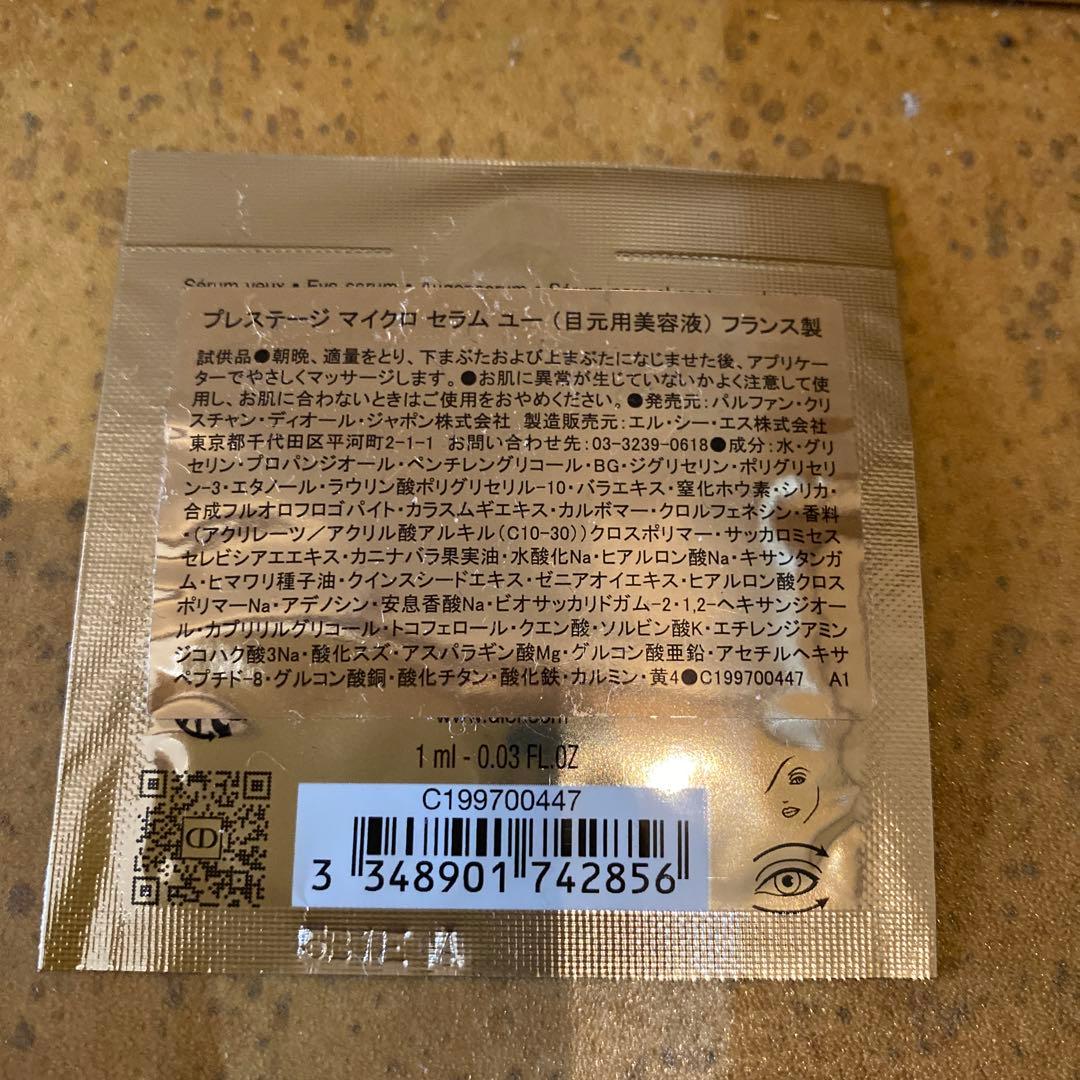 Sérum yeux • Eye serum • Augenserum •
プレステージ マイクロ セラム ユー（目元用美容液）フランス製
試供品●朝晩、適量をとり、下まぶたおよび上まぶたになじませた後、アプリケー
ターでやさしくマッサージします。●お肌に異常が生じていないかよく注意して使
用し、お肌に合わないときはご使用をおやめください。●発売元：パルファン・クリ
スチャン・ディオール・ジャポン株式会社 製造販売元：エル・シー・エス株式会社
東京都千代田区平河町2-1-1 お問い合わせ先：03-3239-0618●成分：水・グリ
セリン・プロパンジオール・ペンチレングリコール・BG・ジグリセリン・ポリグリセリ
ン-3・エタノール・ラウリン酸ポリグリセリル-10・バラエキス・窒化ホウ素・シリカ・
合成フルオロフロゴパイト・カラスムギエキス・カルボマー・クロルフェネシン・香料
・（アクリレーツ／アクリル酸アルキル（C10-30））クロスポリマー・サッカロミセス
セレビシアエエキス・カニナバラ果実油・水酸化Na・ヒアルロン酸Na・キサンタンガ
ム・ヒマワリ種子油・クインスシードエキス・ゼニアオイエキス・ヒアルロン酸クロス
ポリマーNa・アデノシン・安息香酸Na・ビオサッカリドガム-2・1,2-ヘキサンジオー
ル・カプリリルグリコール・トコフェロール・クエン酸・ソルビン酸K・エチレンジアミン
ジコハク酸3Na・酸化スズ・アスパラギン酸Mg・グルコン酸亜鉛・アセチルヘキサ
ペプチド-8・グルコン酸銅・酸化チタン・酸化鉄・カルミン・黄4●C199700447 A1
www.dior.com
1 ml - 0.03 FL.OZ
C199700447
3 348901 742856